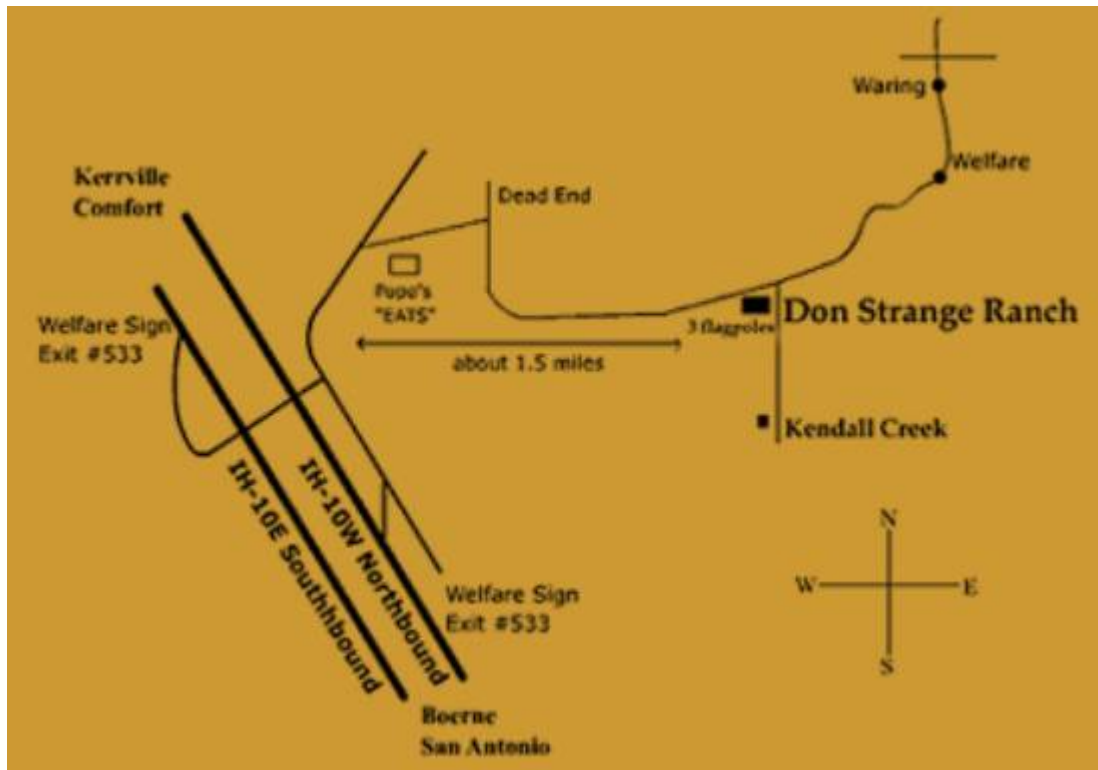 Waring
Welfare
Kerrville
Comfort
Dead End
Welfare Sign
Exit #533
Pupo's
"EATS"
Don Strange Ranch
3 flagpoles
about 1.5 miles
Kendall Creek
IH-10E Southhbound
IH-10W Northbound
N
W
E
S
Welfare Sign
Exit #533
Boerne
San Antonio